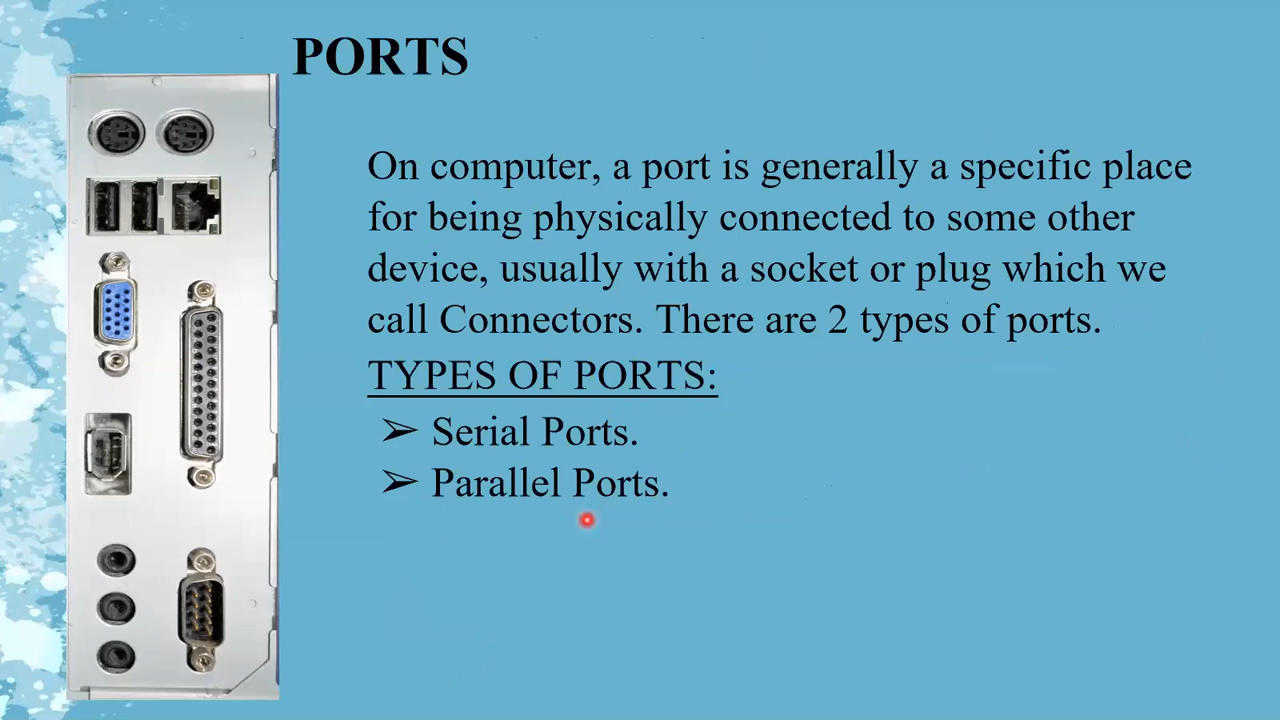 PORTS
On computer, a port is generally a specific place
for being physically connected to some other
device, usually with a socket or plug which we
call Connectors. There are 2 types of ports.
TYPES OF PORTS:
➢ Serial Ports.
➢ Parallel Ports.